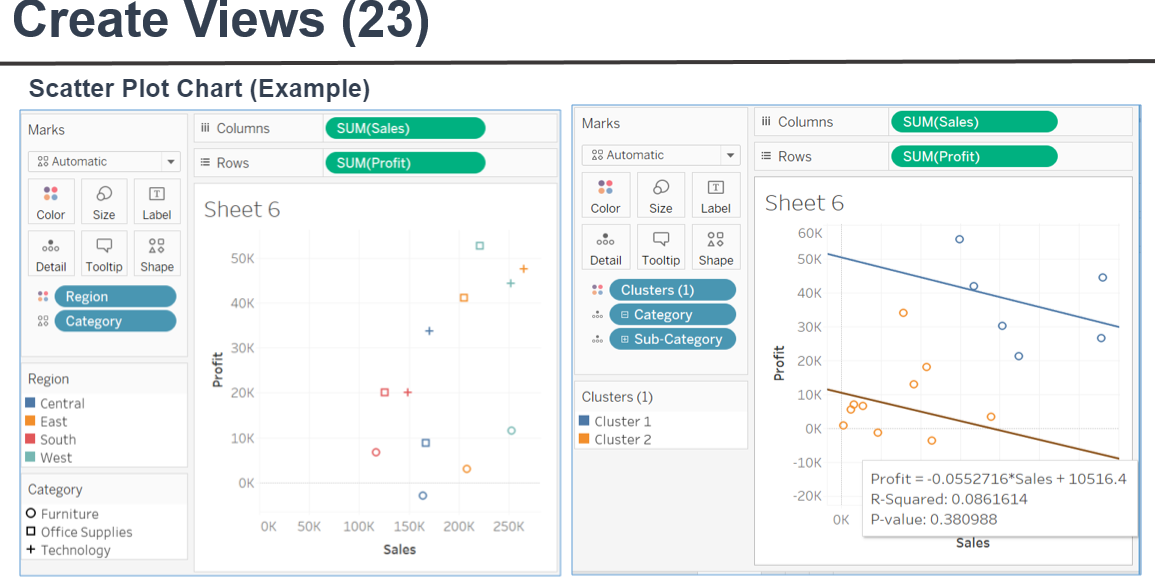 Create Views (23)
Scatter Plot Chart (Example)
Marks
Automatic
Color Size Label
Detail Tooltip Shape
Region
Category
Region
Central
East
South
West
Category
Furniture
Office Supplies
Technology
Columns SUM(Sales)
Rows SUM(Profit)
Sheet 6
50K
40K
30K
20K
10K
0K
Profit
0K 50K 100K 150K 200K 250K
Sales
Marks
Automatic
Color Size Label
Detail Tooltip Shape
Clusters (1)
Category
Sub-Category
Clusters (1)
Cluster 1
Cluster 2
Columns SUM(Sales)
Rows SUM(Profit)
Sheet 6
60K
50K
40K
30K
20K
10K
0K
-10K
-20K
Profit
Profit = -0.0552716*Sales + 10516.4
R-Squared: 0.0861614
P-value: 0.380988
0K
Sales